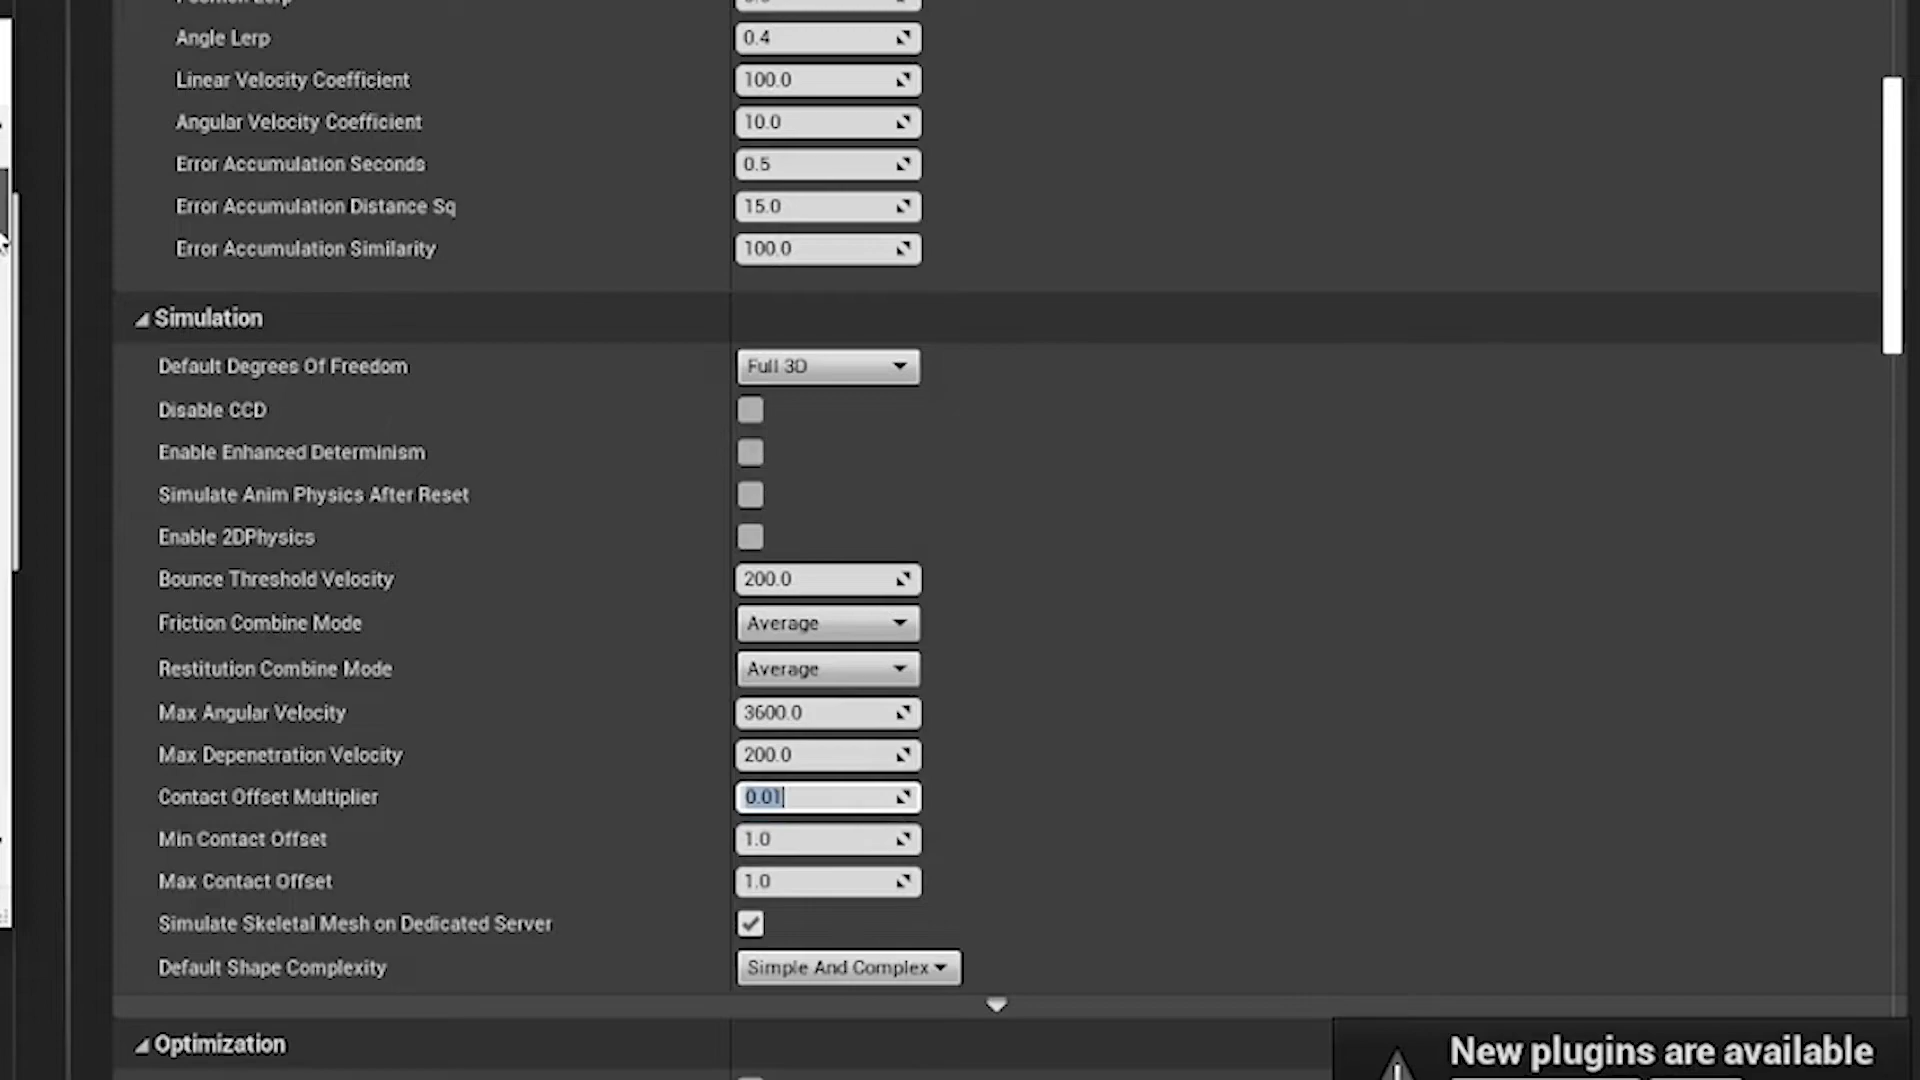 Angle Lerp 0.4
Linear Velocity Coefficient 100.0
Angular Velocity Coefficient 10.0
Error Accumulation Seconds 0.5
Error Accumulation Distance Sq 15.0
Error Accumulation Similarity 100.0
Simulation
Default Degrees Of Freedom Full 3D
Disable CCD
Enable Enhanced Determinism
Simulate Anim Physics After Reset
Enable 2DPhysics
Bounce Threshold Velocity 200.0
Friction Combine Mode Average
Restitution Combine Mode Average
Max Angular Velocity 3600.0
Max Depenetration Velocity 200.0
Contact Offset Multiplier 0.01
Min Contact Offset 1.0
Max Contact Offset 1.0
Simulate Skeletal Mesh on Dedicated Server
Default Shape Complexity Simple And Complex
Optimization
New plugins are available